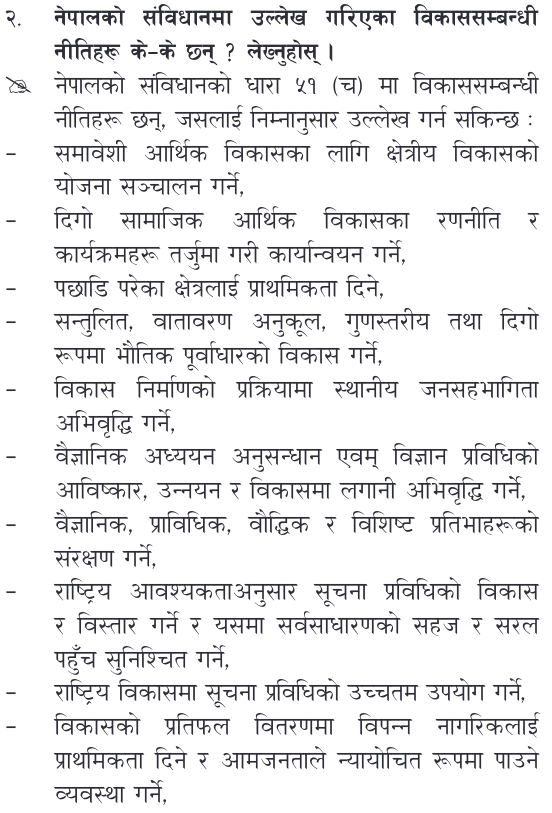 २. नेपालको संविधानमा उल्लेख गरिएका विकाससम्बन्धी
नीतिहरू के-के छन् ? लेख्नुहोस् ।
नेपालको संविधानको धारा ५१ (च) मा विकाससम्बन्धी
नीतिहरू छन्, जसलाई निम्नानुसार उल्लेख गर्न सकिन्छ :
- समावेशी आर्थिक विकासका लागि क्षेत्रीय विकासको
योजना सञ्चालन गर्ने,
- दिगो सामाजिक आर्थिक विकासका रणनीति र
कार्यक्रमहरू तर्जुमा गरी कार्यान्वयन गर्ने,
- पछाडि परेका क्षेत्रलाई प्राथमिकता दिने,
- सन्तुलित, वातावरण अनुकूल, गुणस्तरीय तथा दिगो
रूपमा भौतिक पूर्वाधारको विकास गर्ने,
- विकास निर्माणको प्रक्रियामा स्थानीय जनसहभागिता
अभिवृद्धि गर्ने,
- वैज्ञानिक अध्ययन अनुसन्धान एवम् विज्ञान प्रविधिको
आविष्कार, उन्नयन र विकासमा लगानी अभिवृद्धि गर्ने,
- वैज्ञानिक, प्राविधिक, वौद्धिक र विशिष्ट प्रतिभाहरूको
संरक्षण गर्ने,
- राष्ट्रिय आवश्यकताअनुसार सूचना प्रविधिको विकास
र विस्तार गर्ने र यसमा सर्वसाधारणको सहज र सरल
पहुँच सुनिश्चित गर्ने,
- राष्ट्रिय विकासमा सूचना प्रविधिको उच्चतम उपयोग गर्ने,
- विकासको प्रतिफल वितरणमा विपन्न नागरिकलाई
प्राथमिकता दिने र आमजनताले न्यायोचित रूपमा पाउने
व्यवस्था गर्ने,